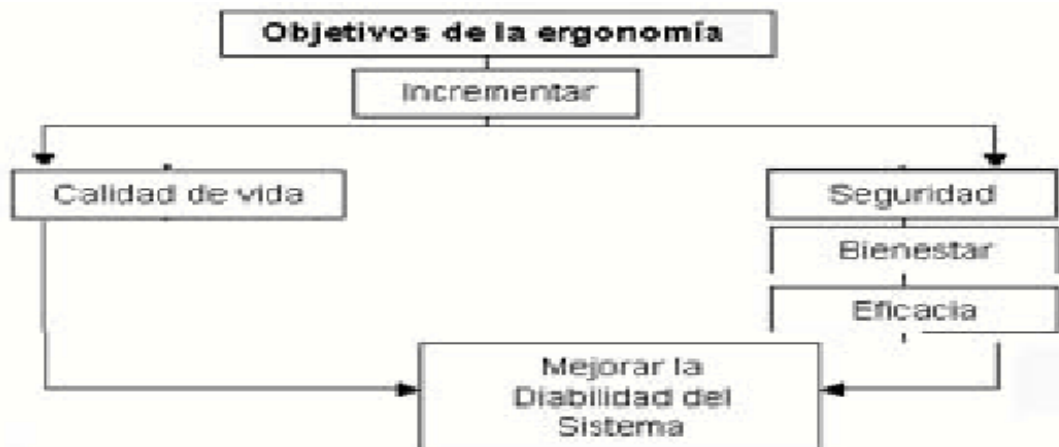 Objetivos de la ergonomía
Incrementar
Calidad de vida
Seguridad
Bienestar
Eficacia
Mejorar la
Diabilidad del
Sistema